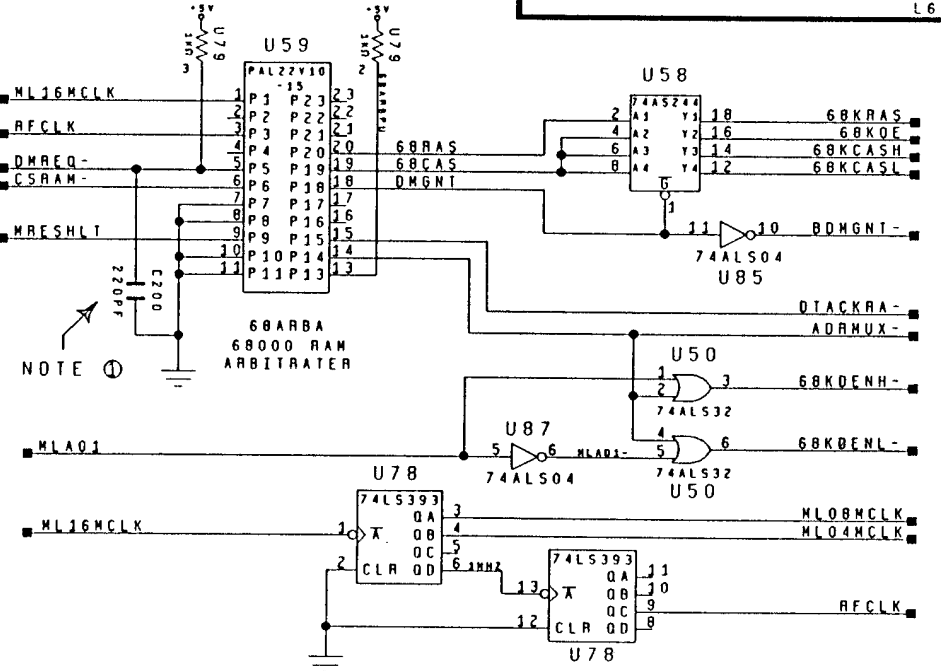 L6
+5V
+5V
U79
1KΩ
3
U59
U79
1KΩ
2
68ARBPU
PAL22V10
-15
ML16MCLK
1 P1 P23 23
2 P2 P22 22
RFCLK
3 P3 P21 21
4 P4 P20 20
68RAS
DMREQ-
5 P5 P19 19
68CAS
CSRAM-
6 P6 P18 18
DMGNT
7 P7 P17 17
8 P8 P16 16
MRESHLT
9 P9 P15 15
10 P10 P14 14
11 P11 P13 13
C200
220PF
NOTE ①
68ARBA
68000 RAM
ARBITRATER
U58
74AS244
2 A1 Y1 18
68KRAS
4 A2 Y2 16
68KOE
6 A3 Y3 14
68KCASH
8 A4 Y4 12
68KCASL
G
1
11 10
BDMGNT-
74ALS04
U85
DTACKRA-
ADRMUX-
U50
1
2
3
68KDENH-
74ALS32
MLA01
U87
5 6
MLA01-
74ALS04
4
5
6
68KDENL-
74ALS32
U50
U78
74LS393
ML16MCLK
1 A QA 3
ML08MCLK
QB 4
ML04MCLK
QC 5
2 CLR QD 6
1MHZ
74LS393
13 A QA 11
QB 10
QC 9
RFCLK
12 CLR QD 8
U78